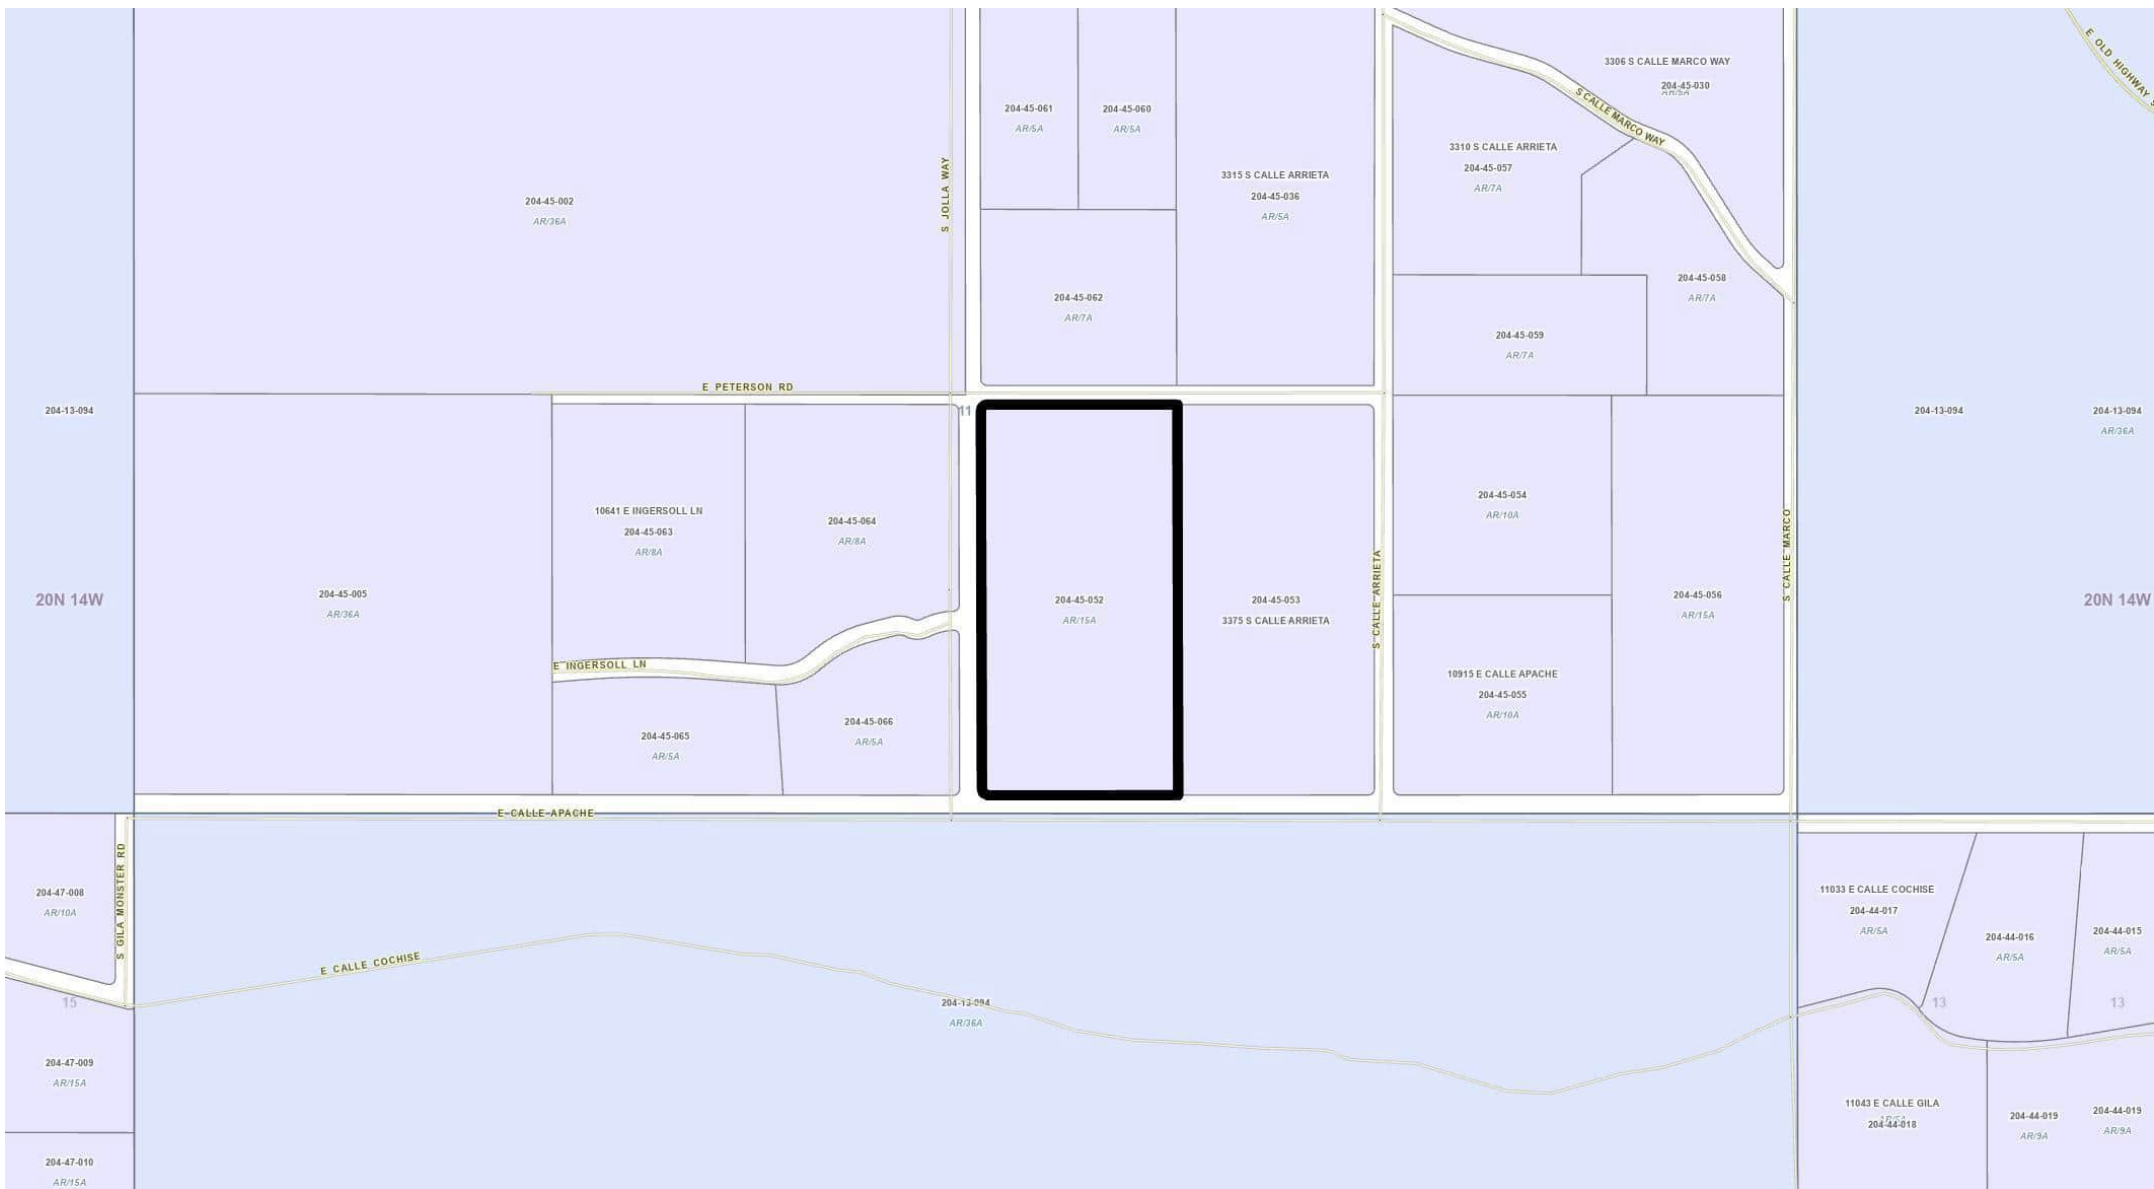 3306 S CALLE MARCO WAY
204-45-030
E OLD HIGHWAY
204-45-061
AR/5A
204-45-060
AR/5A
S CALLE MARCO WAY
3310 S CALLE ARRIETA
204-45-057
AR/7A
3315 S CALLE ARRIETA
204-45-036
AR/5A
204-45-002
AR/36A
S JOLLA WAY
204-45-058
AR/7A
204-45-062
AR/7A
204-45-059
AR/7A
E PETERSON RD
204-13-094
11
204-13-094
204-13-094
AR/36A
10641 E INGERSOLL LN
204-45-063
AR/8A
204-45-064
AR/8A
204-45-054
AR/10A
S CALLE MARCO
20N 14W
204-45-005
AR/36A
204-45-052
AR/15A
204-45-053
3375 S CALLE ARRIETA
S CALLE ARRIETA
204-45-056
AR/15A
20N 14W
E INGERSOLL LN
10915 E CALLE APACHE
204-45-055
AR/10A
204-45-065
AR/5A
204-45-066
AR/5A
E CALLE APACHE
204-47-008
AR/10A
S GILA MONSTER RD
11033 E CALLE COCHISE
204-44-017
AR/5A
204-44-016
AR/5A
204-44-015
AR/5A
E CALLE COCHISE
15
204-13-094
AR/36A
13
13
204-47-009
AR/15A
11043 E CALLE GILA
204-44-018
204-44-019
AR/9A
204-44-019
AR/9A
204-47-010
AR/15A